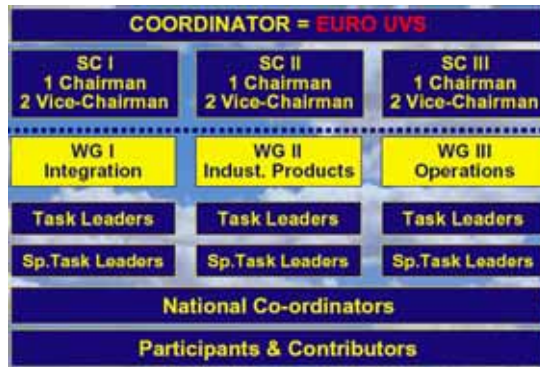 COORDINATOR = EURO UVS
SC I
1 Chairman
2 Vice-Chairman
SC II
1 Chairman
2 Vice-Chairman
SC III
1 Chairman
2 Vice-Chairman
WG I
Integration
WG II
Indust. Products
WG III
Operations
Task Leaders
Task Leaders
Task Leaders
Sp.Task Leaders
Sp.Task Leaders
Sp.Task Leaders
National Co-ordinators
Participants & Contributors